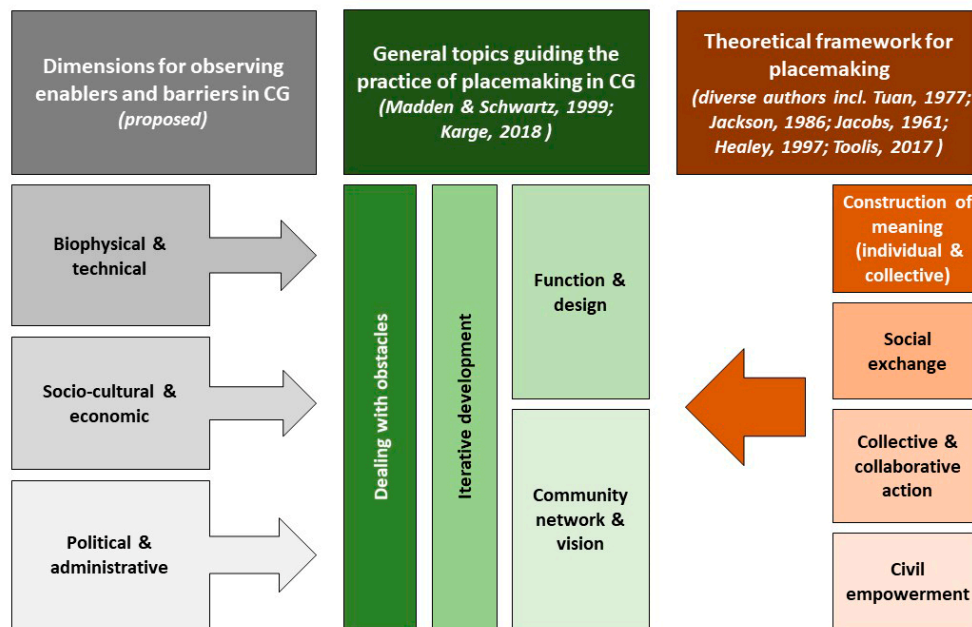 Dimensions for observing
enablers and barriers in CG
(proposed)
General topics guiding the
practice of placemaking in CG
(Madden & Schwartz, 1999;
Karge, 2018 )
Theoretical framework for
placemaking
(diverse authors incl. Tuan, 1977;
Jackson, 1986; Jacobs, 1961;
Healey, 1997; Toolis, 2017 )
Biophysical &
technical
Socio-cultural &
economic
Political &
administrative
Dealing with obstacles
Iterative development
Function &
design
Community
network &
vision
Construction of
meaning
(individual &
collective)
Social
exchange
Collective &
collaborative
action
Civil
empowerment